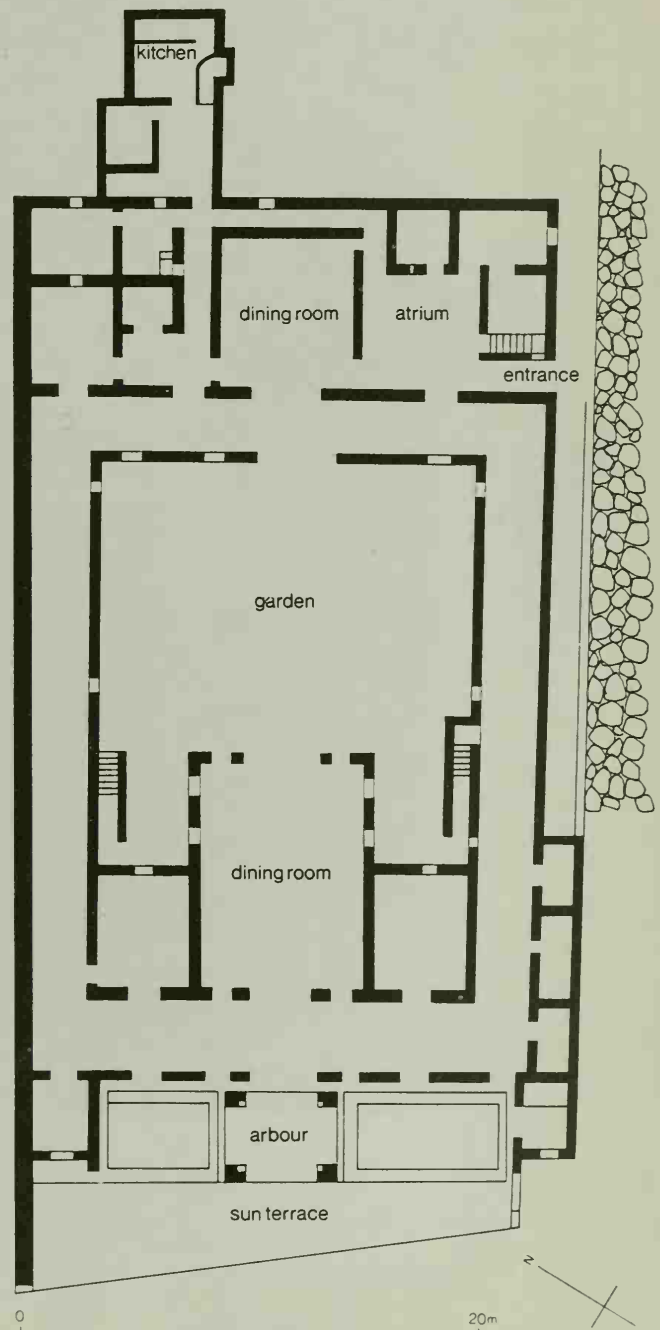 kitchen
dining room
atrium
entrance
garden
dining room
arbour
sun terrace
N
0
20m